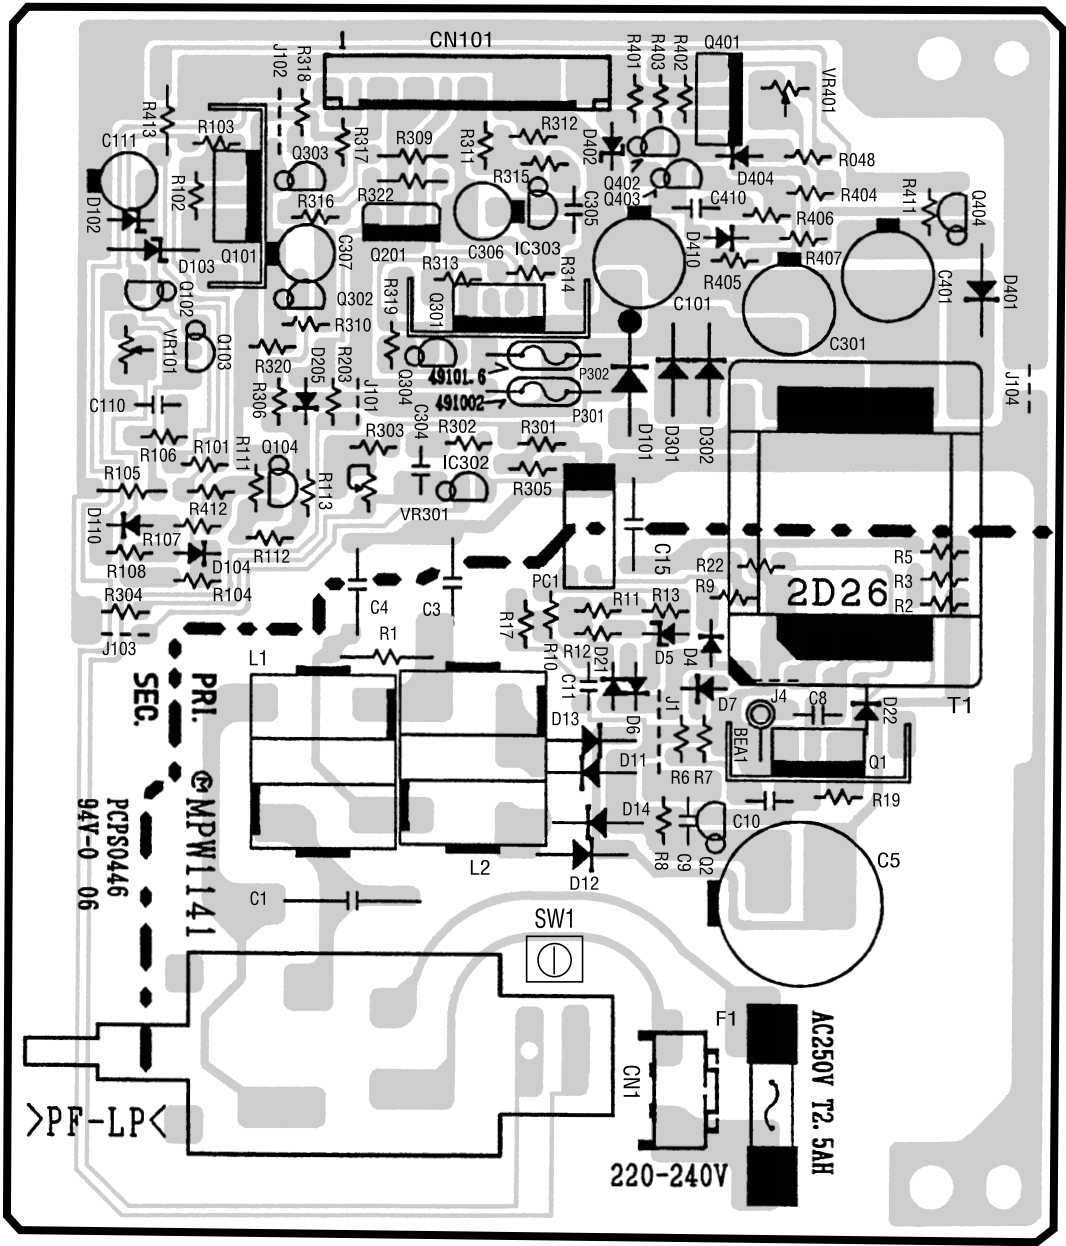 CN101
J102
R318
R401
R403
R402
Q401
VR401
R413
R103
C111
R317
R309
R311
R312
D402
Q303
R102
R322
R315
Q402
Q403
C305
D404
R048
R404
R411
Q404
D102
R316
C410
R406
D103
Q101
C307
Q201
C306
IC303
D410
R407
R405
Q102
Q302
R319
R313
Q301
R314
C101
C401
D401
R310
C301
VR101
Q103
R320
D205
R203
J101
Q304
49101.6
P302
491002
P301
J104
C110
R306
C304
R302
R301
D101
D301
D302
R106
R101
R111
Q104
R303
IC302
R105
R113
R305
R412
VR301
D110
R107
R112
R108
D104
R104
PC1
C15
R22
R9
R5
R3
R2
2D26
R304
J103
C4
C3
R17
R10
R11
R13
R1
R12
D5
D4
L1
D21
C11
PRI.
SEC.
D13
D6
J1
D7
J4
C8
D22
T1
BEA1
D11
R6
R7
Q1
ⓂMPW1141
PCPS0446
94V-0 06
D14
R19
C10
R8
C9
Q2
C5
L2
D12
C1
SW1
F1
CN1
AC250V T2.5AH
>PF-LP<
220-240V